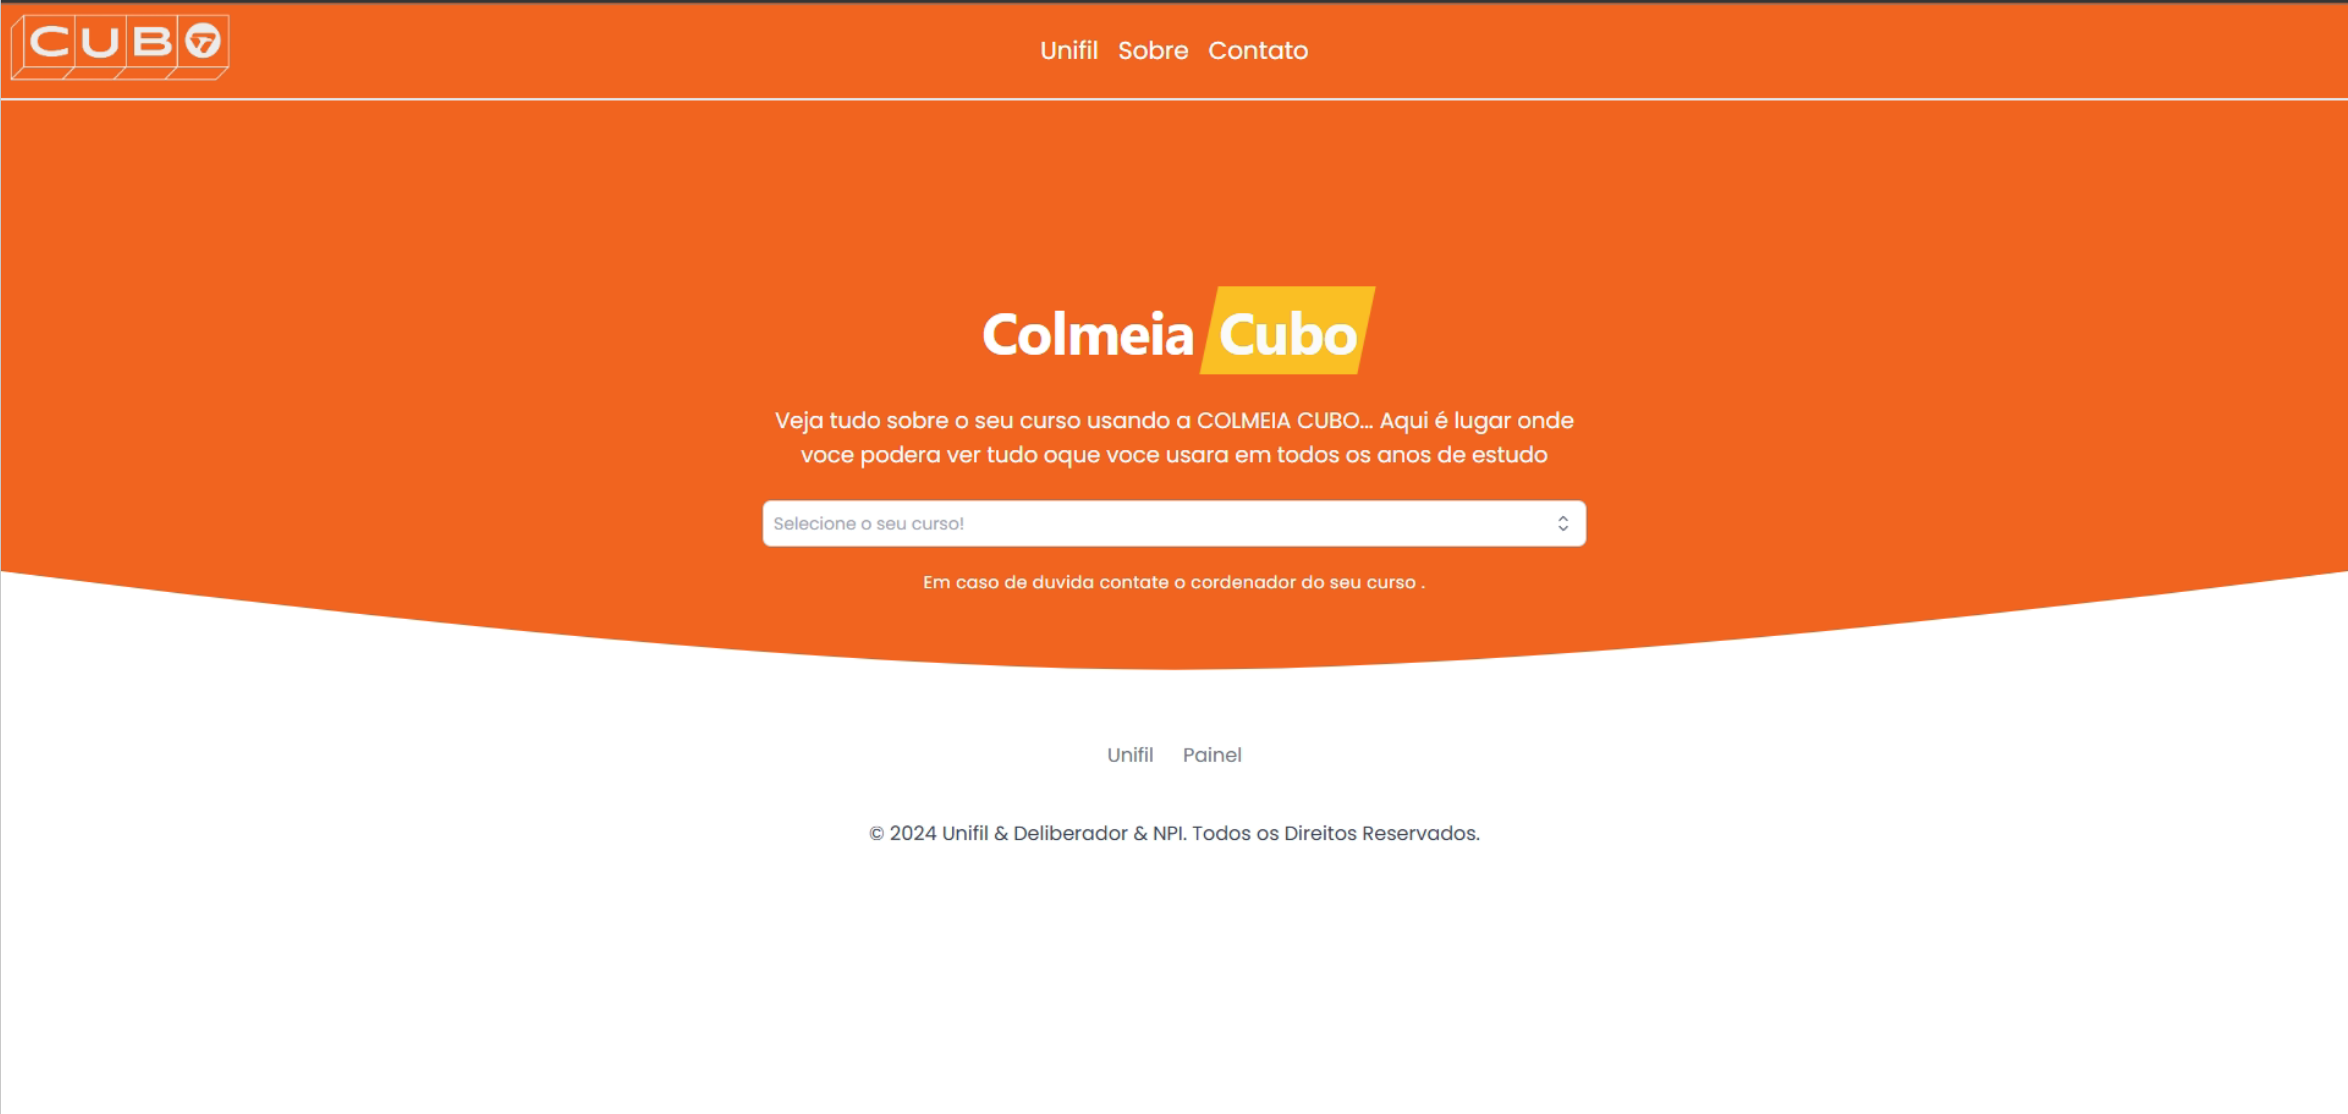 CUBO
Unifil Sobre Contato
Colmeia Cubo
Veja tudo sobre o seu curso usando a COLMEIA CUBO... Aqui é lugar onde
voce podera ver tudo oque voce usara em todos os anos de estudo
Selecione o seu curso!
Em caso de duvida contate o cordenador do seu curso .
Unifil Painel
© 2024 Unifil & Deliberador & NPI. Todos os Direitos Reservados.